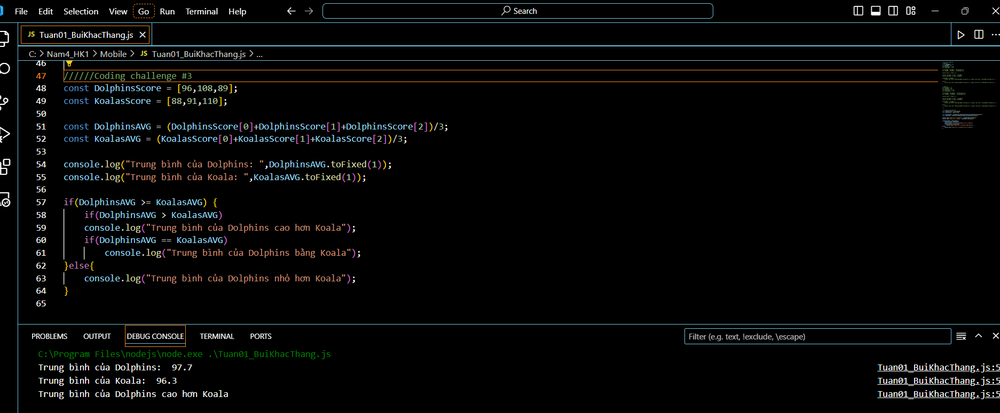 File Edit Selection View Go Run Terminal Help Search
JS Tuan01_BuiKhacThang.js
C: > Nam4_HK1 > Mobile > JS Tuan01_BuiKhacThang.js > ...
46
47 //////Coding challenge #3
48 const DolphinsScore = [96,108,89];
49 const KoalasScore = [88,91,110];
50
51 const DolphinsAVG = (DolphinsScore[0]+DolphinsScore[1]+DolphinsScore[2])/3;
52 const KoalasAVG = (KoalasScore[0]+KoalasScore[1]+KoalasScore[2])/3;
53
54 console.log("Trung bình của Dolphins: ",DolphinsAVG.toFixed(1));
55 console.log("Trung bình của Koala: ",KoalasAVG.toFixed(1));
56
57 if(DolphinsAVG >= KoalasAVG) {
58     if(DolphinsAVG > KoalasAVG)
59     console.log("Trung bình của Dolphins cao hơn Koala");
60     if(DolphinsAVG == KoalasAVG)
61         console.log("Trung bình của Dolphins bằng Koala");
62 }else{
63     console.log("Trung bình của Dolphins nhỏ hơn Koala");
64 }
65
PROBLEMS OUTPUT DEBUG CONSOLE TERMINAL PORTS Filter (e.g. text, !exclude, \escape)
C:\Program Files\nodejs\node.exe .\Tuan01_BuiKhacThang.js
Trung bình của Dolphins:  97.7 Tuan01_BuiKhacThang.js:5
Trung bình của Koala:  96.3 Tuan01_BuiKhacThang.js:5
Trung bình của Dolphins cao hơn Koala Tuan01_BuiKhacThang.js:5